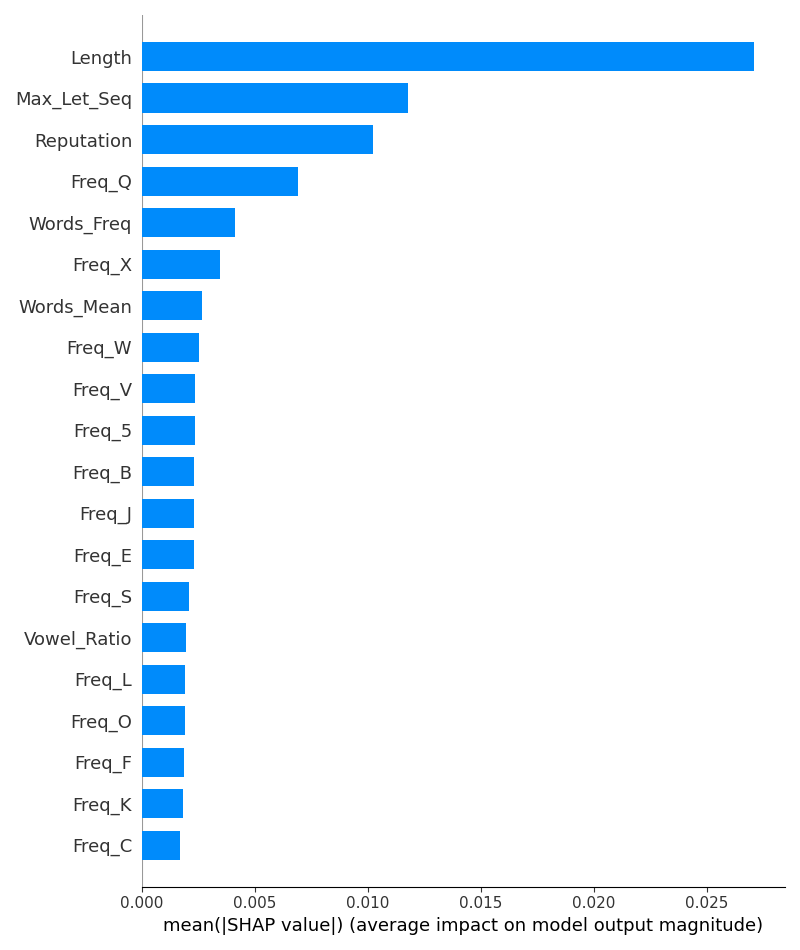 Length
Max_Let_Seq
Reputation
Freq_Q
Words_Freq
Freq_X
Words_Mean
Freq_W
Freq_V
Freq_5
Freq_B
Freq_J
Freq_E
Freq_S
Vowel_Ratio
Freq_L
Freq_O
Freq_F
Freq_K
Freq_C
0.000 0.005 0.010 0.015 0.020 0.025
mean(|SHAP value|) (average impact on model output magnitude)